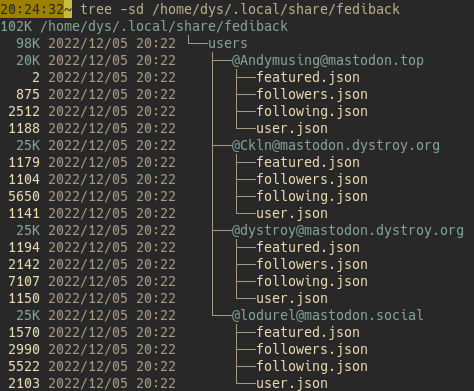 20:24:32~ tree -sd /home/dys/.local/share/fediback
102K /home/dys/.local/share/fediback
98K 2022/12/05 20:22 └──users
20K 2022/12/05 20:22    ├──@Andymusing@mastodon.top
2 2022/12/05 20:22    │  ├──featured.json
875 2022/12/05 20:22    │  ├──followers.json
2512 2022/12/05 20:22    │  ├──following.json
1188 2022/12/05 20:22    │  └──user.json
25K 2022/12/05 20:22    ├──@Ckln@mastodon.dystroy.org
1179 2022/12/05 20:22    │  ├──featured.json
1104 2022/12/05 20:22    │  ├──followers.json
5650 2022/12/05 20:22    │  ├──following.json
1141 2022/12/05 20:22    │  └──user.json
25K 2022/12/05 20:22    ├──@dystroy@mastodon.dystroy.org
1194 2022/12/05 20:22    │  ├──featured.json
2142 2022/12/05 20:22    │  ├──followers.json
7107 2022/12/05 20:22    │  ├──following.json
1150 2022/12/05 20:22    │  └──user.json
25K 2022/12/05 20:22    └──@lodurel@mastodon.social
1570 2022/12/05 20:22       ├──featured.json
2990 2022/12/05 20:22       ├──followers.json
5522 2022/12/05 20:22       ├──following.json
2103 2022/12/05 20:22       └──user.json